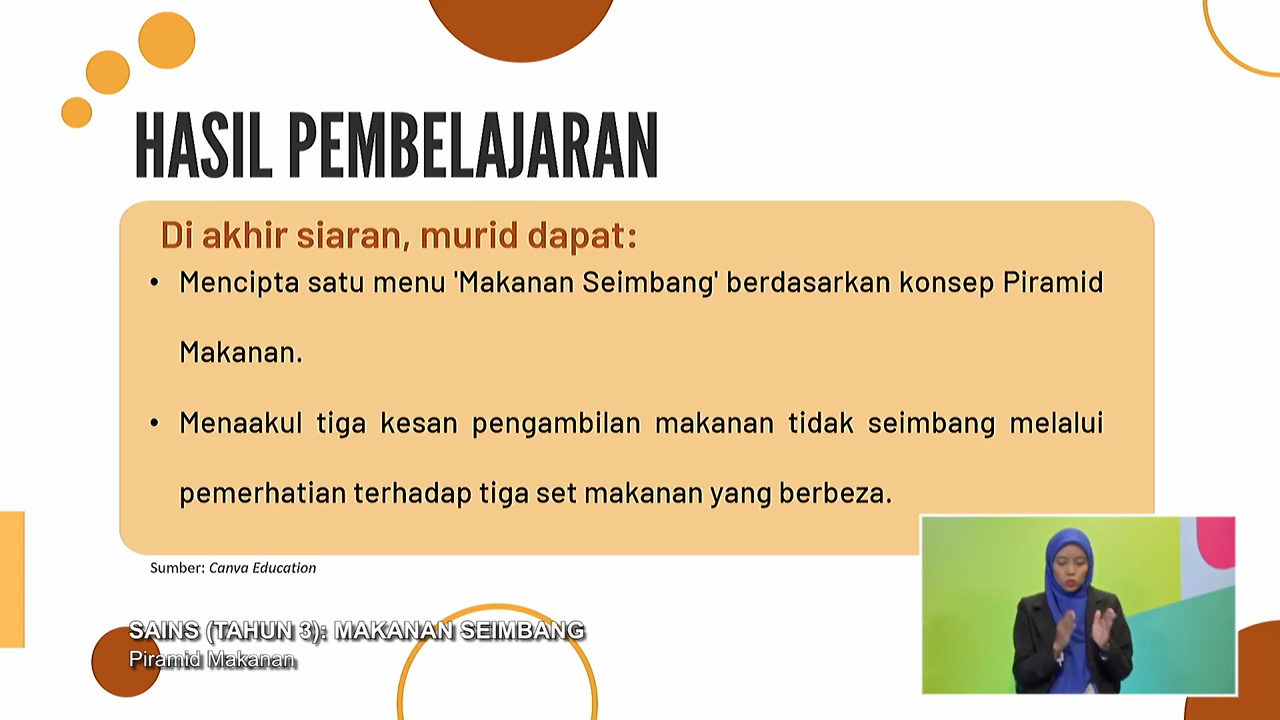 HASIL PEMBELAJARAN
Di akhir siaran, murid dapat:
• Mencipta satu menu 'Makanan Seimbang' berdasarkan konsep Piramid
Makanan.
• Menaakul tiga kesan pengambilan makanan tidak seimbang melalui
pemerhatian terhadap tiga set makanan yang berbeza.
Sumber: Canva Education
SAINS (TAHUN 3): MAKANAN SEIMBANG
Piramid Makanan